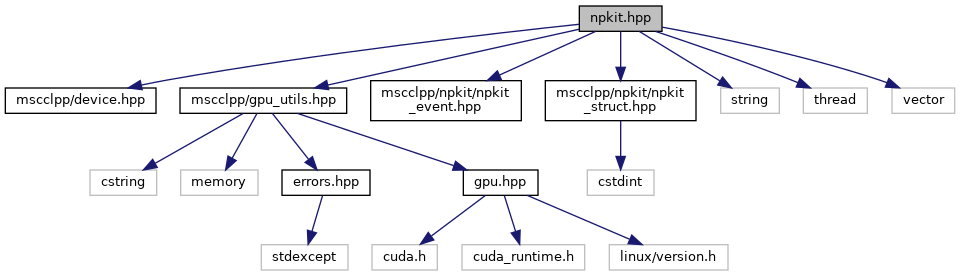 npkit.hpp
mscclpp/device.hpp
mscclpp/gpu_utils.hpp
mscclpp/npkit/npkit
_event.hpp
mscclpp/npkit/npkit
_struct.hpp
string
thread
vector
cstring
memory
errors.hpp
gpu.hpp
cstdint
stdexcept
cuda.h
cuda_runtime.h
linux/version.h